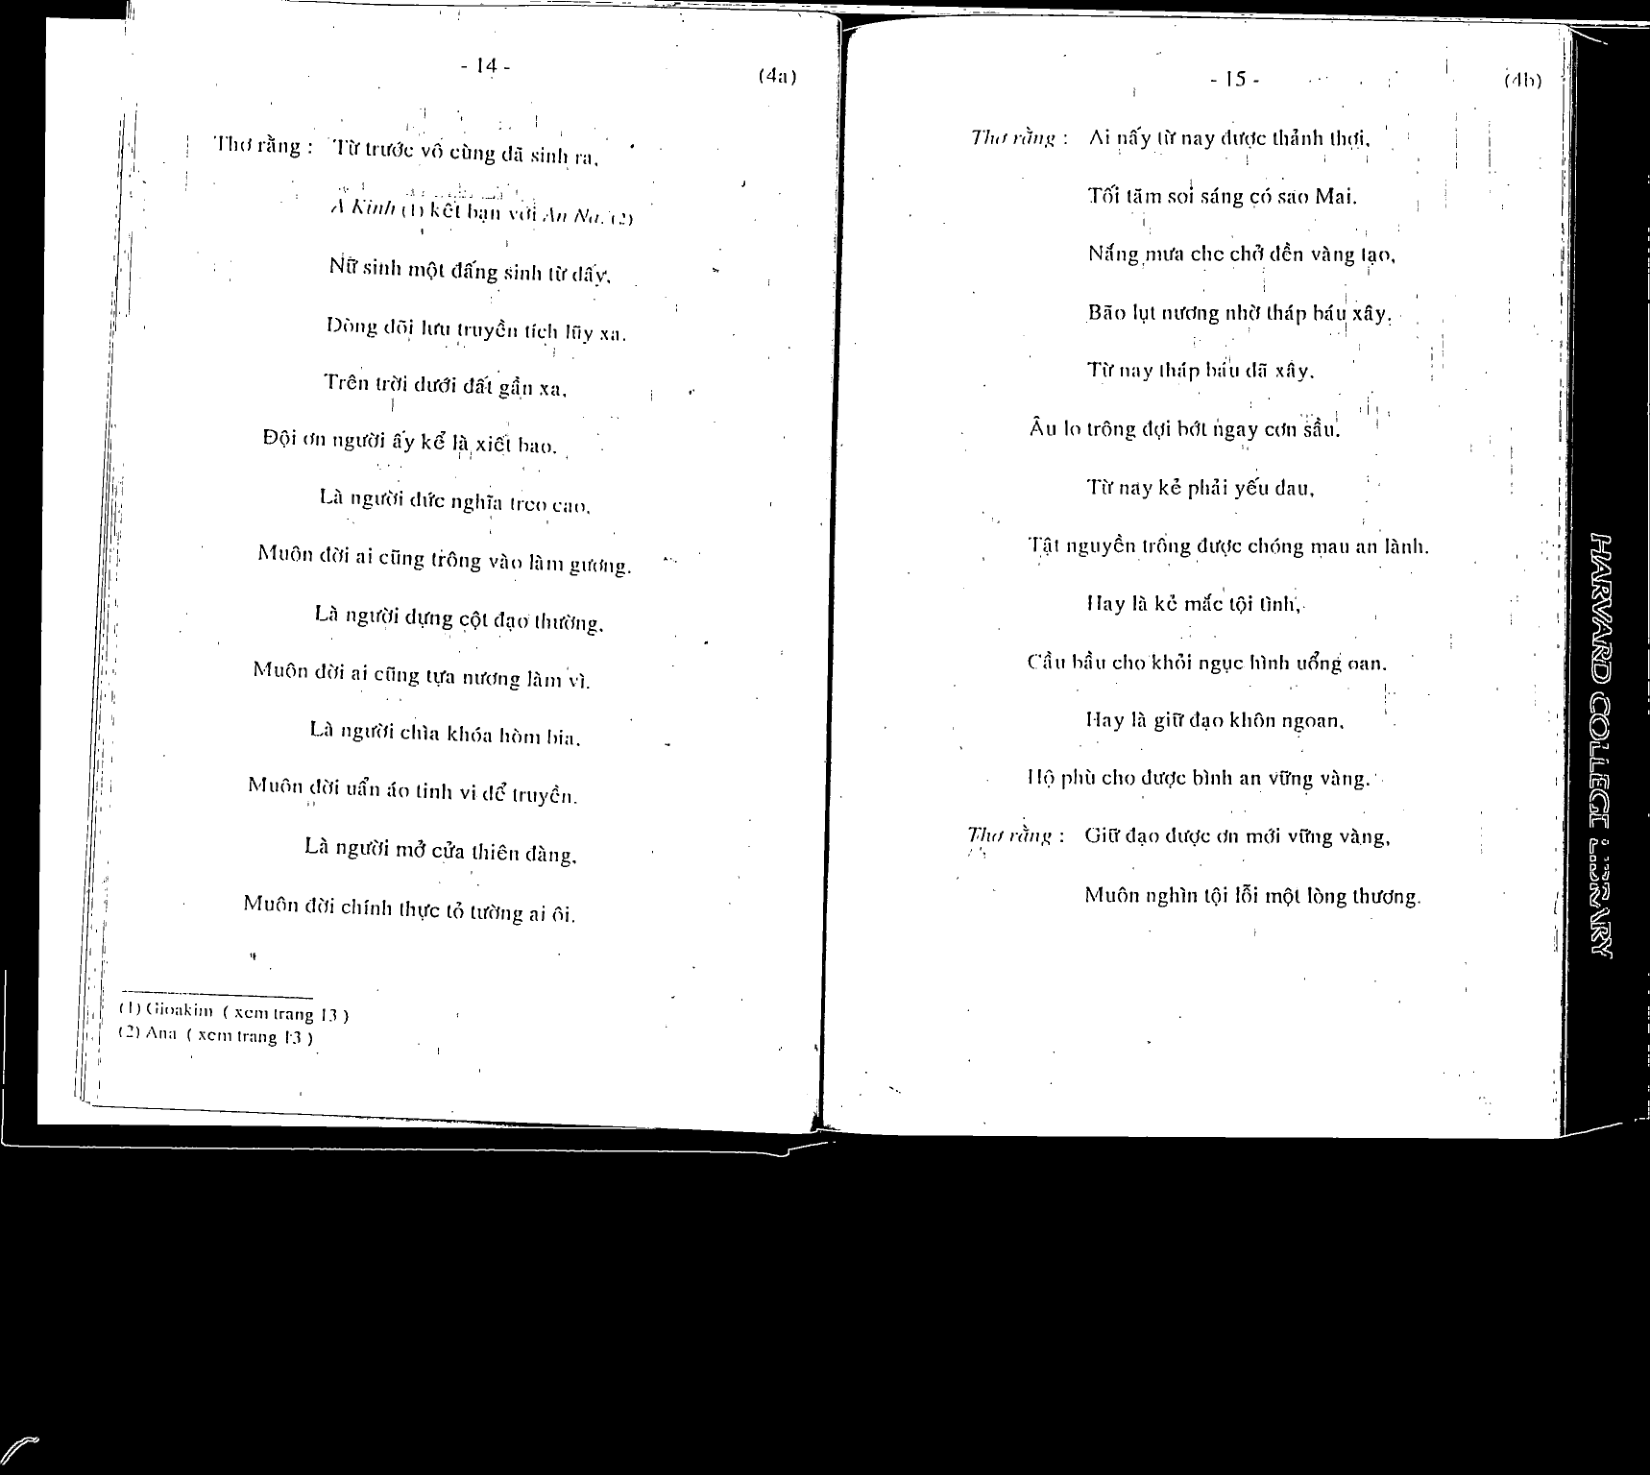 - 14 -
(4a)
Thơ rằng : Từ trước vô cùng đã sinh ra,
A Kinh (1) kết bạn với An Na. (2)
Nữ sinh một đấng sinh từ đấy,
Dòng dõi lưu truyền tích lũy xa.
Trên trời dưới đất gần xa,
Đội ơn người ấy kể là xiết bao.
Là người đức nghĩa treo cao,
Muôn đời ai cũng trông vào làm gương.
Là người dựng cột đạo thường,
Muôn đời ai cũng tựa nương làm vì.
Là người chìa khóa hòm bia,
Muôn đời uẩn áo tinh vi để truyền.
Là người mở cửa thiên đàng,
Muôn đời chính thực tỏ tường ai ôi.
(1) Gioakim ( xem trang 13 )
(2) Ana ( xem trang 13 )
- 15 -
(4b)
Thơ rằng : Ai nấy từ nay được thảnh thơi,
Tối tăm soi sáng có sao Mai.
Nắng mưa che chở đền vàng tạo,
Bão lụt nương nhờ tháp báu xây.
Từ nay tháp báu đã xây,
Âu lo trông đợi bớt ngay cơn sầu.
Từ nay kẻ phải yếu đau,
Tật nguyền trông được chóng mau an lành.
Hay là kẻ mắc tội tình,
Cầu bầu cho khỏi ngục hình uổng oan.
Hay là giữ đạo khôn ngoan,
Hộ phù cho được bình an vững vàng.
Thơ rằng : Giữ đạo được ơn mới vững vàng,
Muôn nghìn tội lỗi một lòng thương.
HARVARD COLLEGE LIBRARY